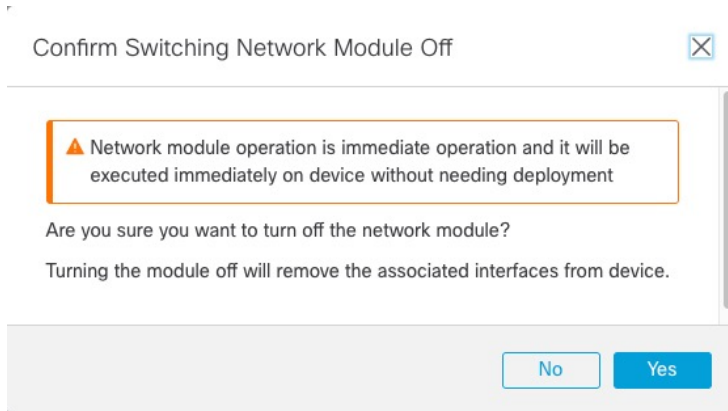 Confirm Switching Network Module Off
Network module operation is immediate operation and it will be
executed immediately on device without needing deployment
Are you sure you want to turn off the network module?
Turning the module off will remove the associated interfaces from device.
No
Yes